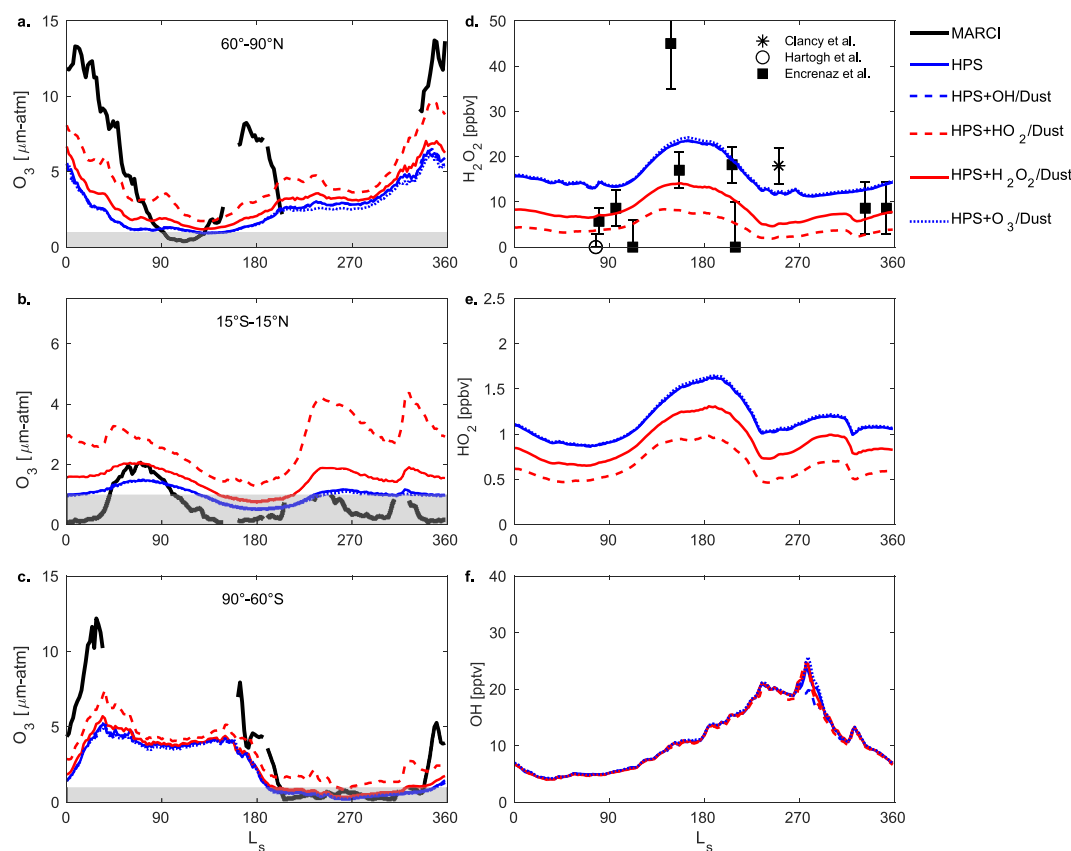 a.
60°-90°N
O3 [ μm-atm]
15
10
5
0
0 90 180 270 360
b.
15°S-15°N
O3 [ μm-atm)
6
4
2
0
0 90 180 270 360
c.
90°-60°S
O3 [ μm-atm]
15
10
5
0
0 90 180 270 360
Ls
d.
H2O2 [ppbv]
50
40
30
20
10
0
0 90 180 270 360
Clancy et al.
Hartogh et al.
Encrenaz et al.
e.
HO2 [ppbv]
2.5
2
1.5
1
0.5
0
0 90 180 270 360
f.
OH [pptv]
40
30
20
10
0
0 90 180 270 360
Ls
MARCI
HPS
HPS+OH/Dust
HPS+HO2/Dust
HPS+H2O2/Dust
HPS+O3/Dust